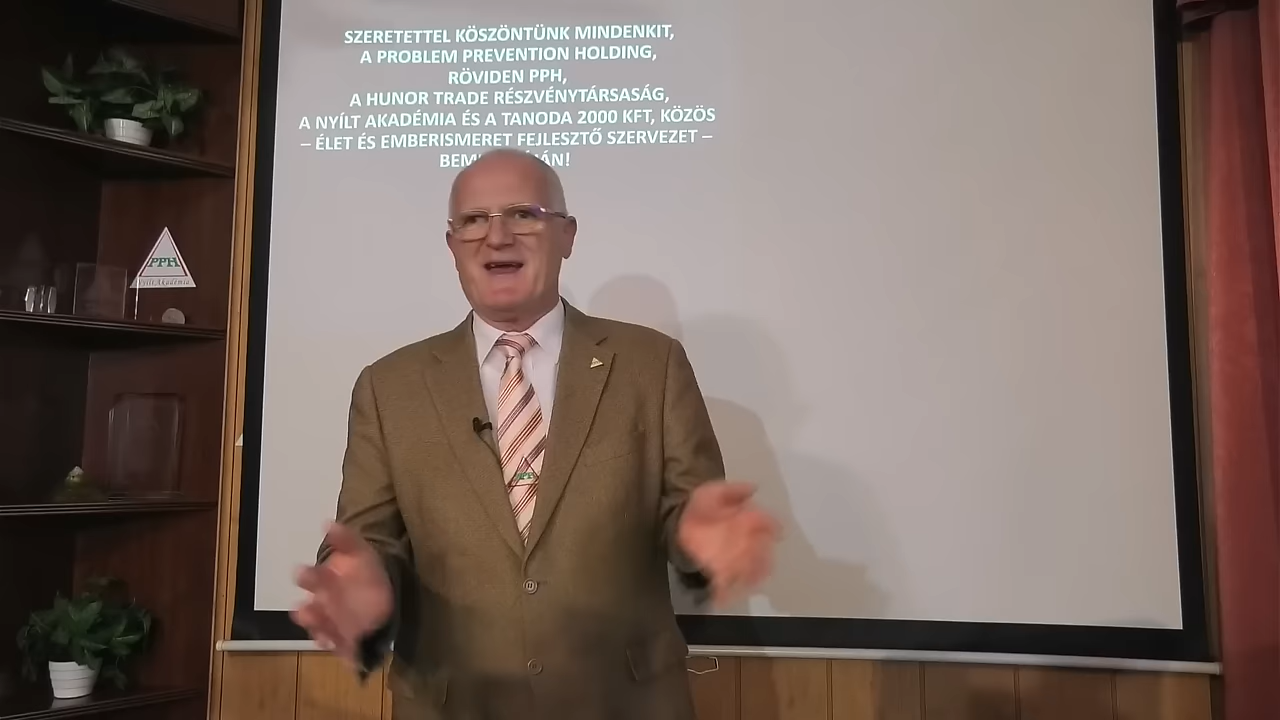 SZERETETTEL KÖSZÖNTÜNK MINDENKIT,
A PROBLEM PREVENTION HOLDING,
RÖVIDEN PPH,
A HUNOR TRADE RÉSZVÉNYTÁRSASÁG,
A NYÍLT AKADÉMIA ÉS A TANODA 2000 KFT, KÖZÖS
– ÉLET ÉS EMBERISMERET FEJLESZTŐ SZERVEZET –
PPH
Nyílt Akadémia
PPH